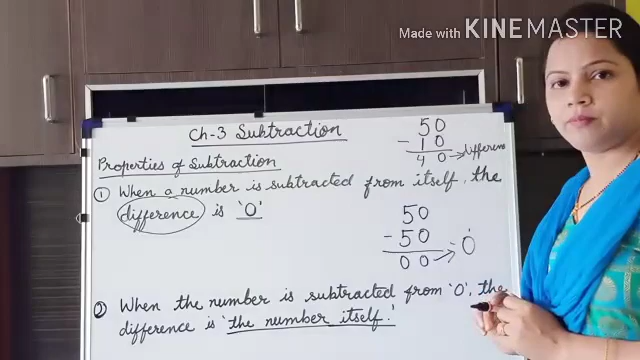 Made with KINEMASTER
Ch-3 Subtraction
50
- 10
40 → difference
Properties of Subtraction
① When a number is subtracted from itself, the
difference is '0'
50
- 50
00 → 0
② When the number is subtracted from '0', the
difference is 'the number itself.'